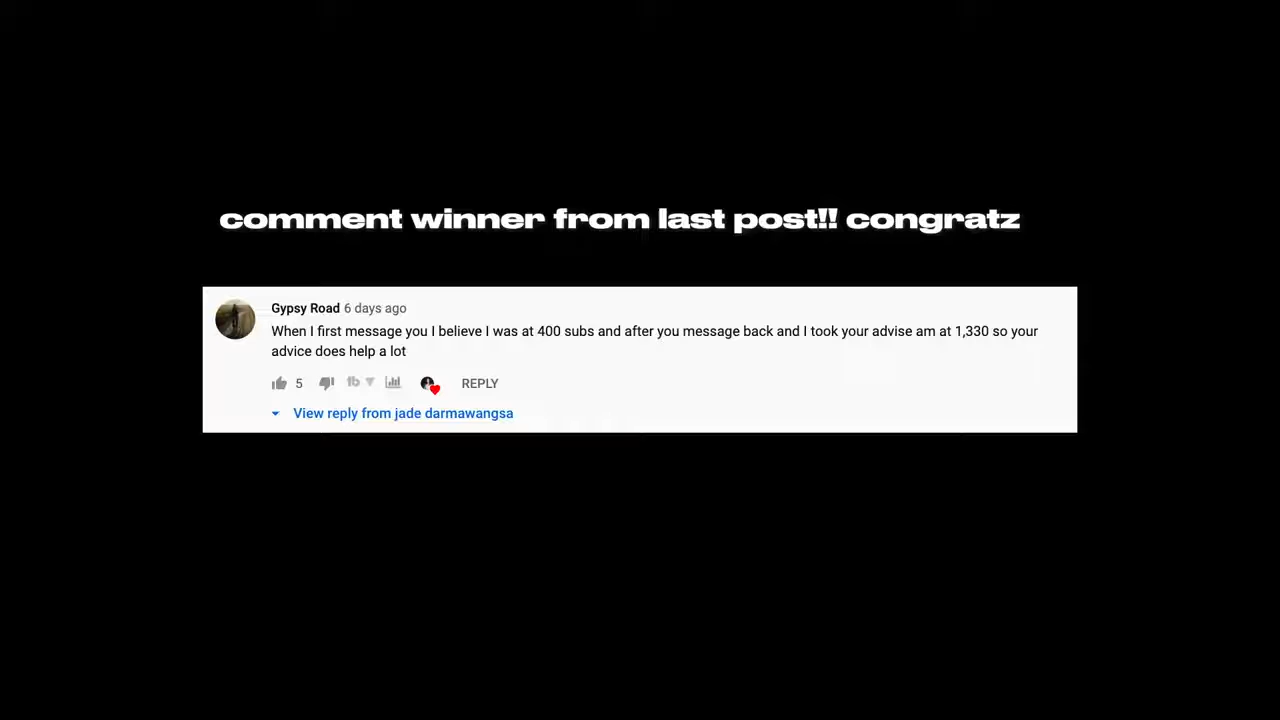 comment winner from last post!! congratz
Gypsy Road 6 days ago
When I first message you I believe I was at 400 subs and after you message back and I took your advise am at 1,330 so your
advice does help a lot
5 tb REPLY
View reply from jade darmawangsa